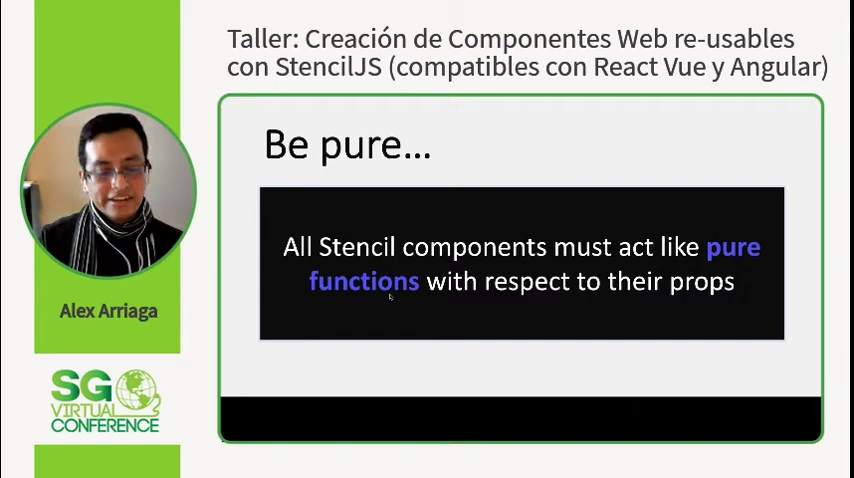 Taller: Creación de Componentes Web re-usables
con StencilJS (compatibles con React Vue y Angular)
Be pure...
All Stencil components must act like pure
functions with respect to their props
Alex Arriaga
SG
VIRTUAL
CONFERENCE